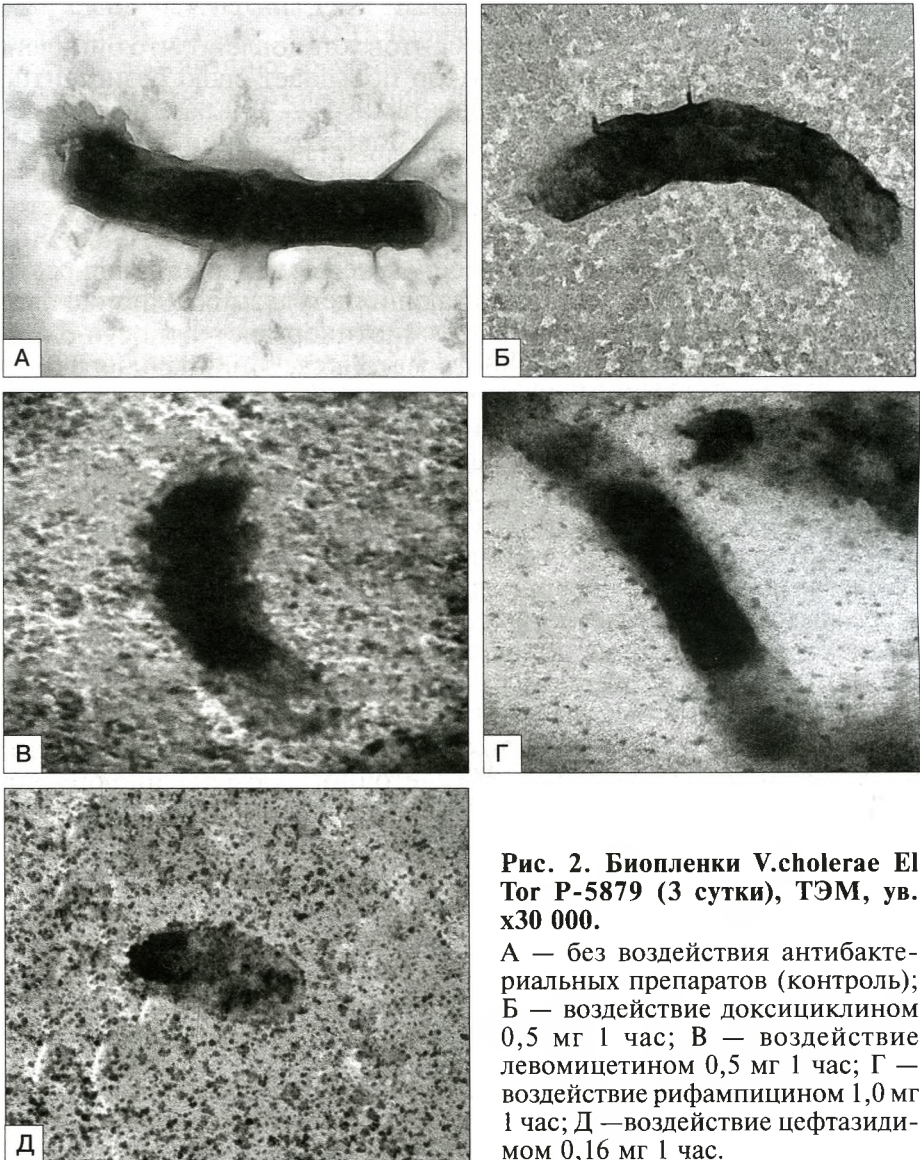 А
Б
В
Г
Д
Рис. 2. Биопленки V.cholerae El
Tor Р-5879 (3 сутки), ТЭМ, ув.
х30 000.
А — без воздействия антибакте-
риальных препаратов (контроль);
Б — воздействие доксициклином
0,5 мг 1 час; В — воздействие
левомицетином 0,5 мг 1 час; Г —
воздействие рифампицином 1,0 мг
1 час; Д —воздействие цефтазиди-
мом 0,16 мг 1 час.